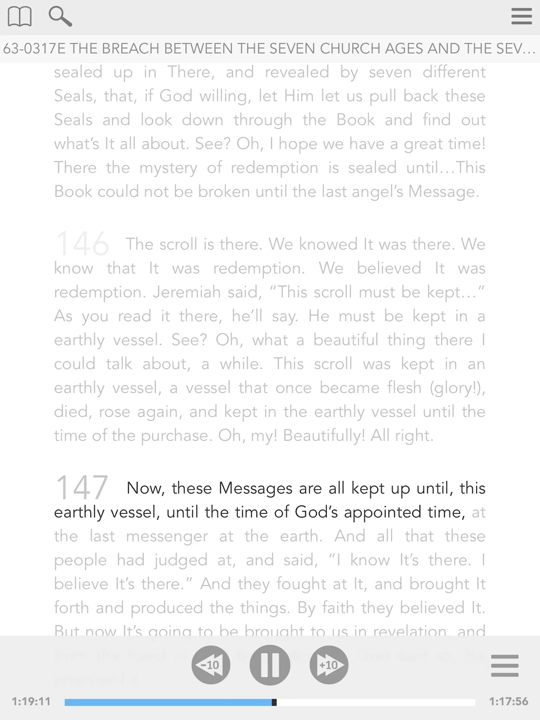 63-0317E THE BREACH BETWEEN THE SEVEN CHURCH AGES AND THE SEV...
sealed up in There, and revealed by seven different
Seals, that, if God willing, let Him let us pull back these
Seals and look down through the Book and find out
what's It all about. See? Oh, I hope we have a great time!
There the mystery of redemption is sealed until…This
Book could not be broken until the last angel's Message.
146 The scroll is there. We knowed It was there. We
know that It was redemption. We believed It was
redemption. Jeremiah said, "This scroll must be kept…"
As you read it there, he'll say. He must be kept in a
earthly vessel. See? Oh, what a beautiful thing there I
could talk about, a while. This scroll was kept in an
earthly vessel, a vessel that once became flesh (glory!),
died, rose again, and kept in the earthly vessel until the
time of the purchase. Oh, my! Beautifully! All right.
147 Now, these Messages are all kept up until, this
earthly vessel, until the time of God's appointed time, at
the last messenger at the earth. And all that these
people had judged at, and said, "I know It's there. I
believe It's there." And they fought at It, and brought It
forth and produced the things. By faith they believed It.
But now It's going to be brought to us in revelation, and
-10 +10
1:19:11 1:17:56